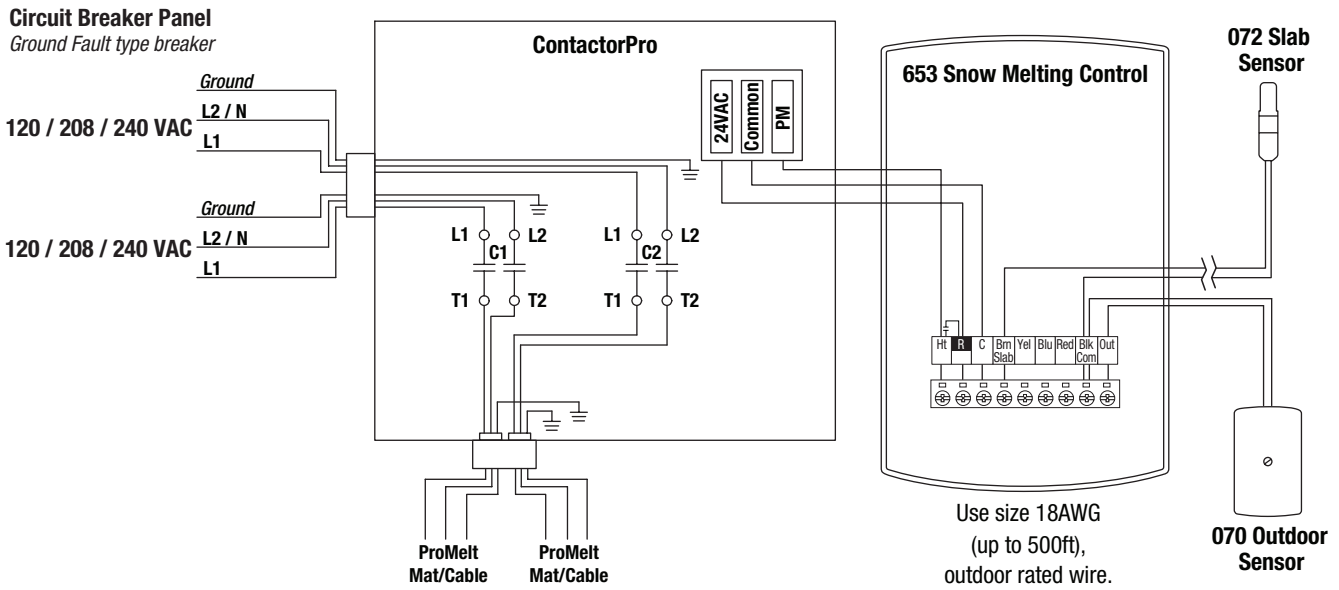 Circuit Breaker Panel
Ground Fault type breaker
Ground
L2 / N
120 / 208 / 240 VAC
L1
Ground
L2 / N
120 / 208 / 240 VAC
L1
ContactorPro
24VAC
Common
PM
L1
L2
C1
T1
T2
L1
L2
C2
T1
T2
ProMelt
Mat/Cable
ProMelt
Mat/Cable
653 Snow Melting Control
Ht R C Brn Yel Blu Red Blk Out
Slab Com
Use size 18AWG
(up to 500ft),
outdoor rated wire.
072 Slab
Sensor
070 Outdoor
Sensor